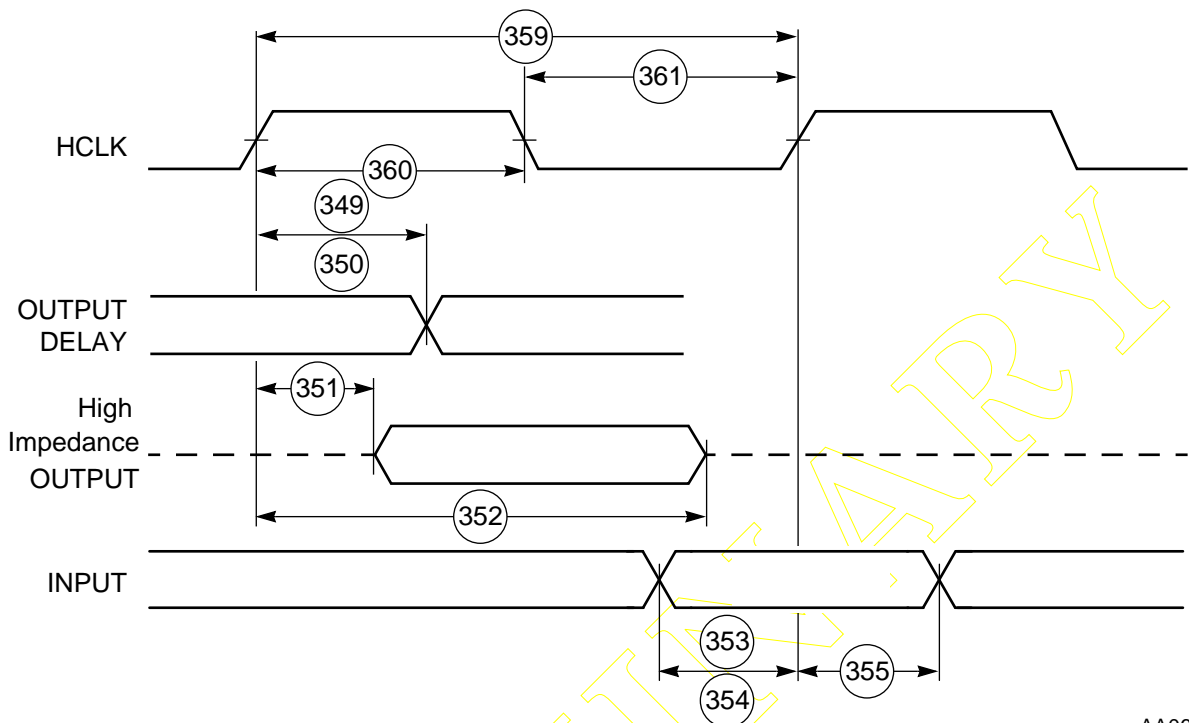 359
361
HCLK
360
349
350
OUTPUT
DELAY
351
High
Impedance
OUTPUT
352
INPUT
353
355
354